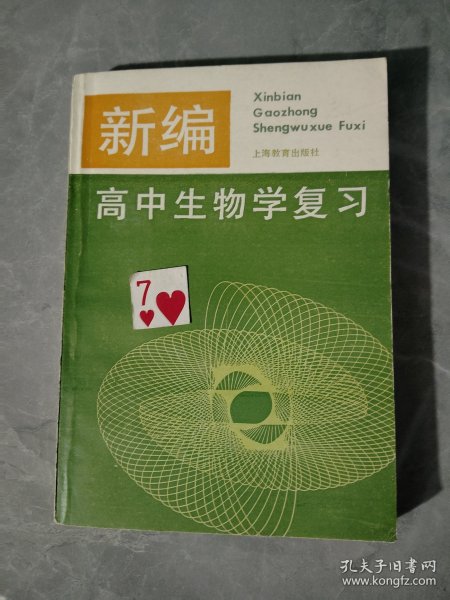 新编
Xinbian
Gaozhong
Shengwuxue Fuxi
上海教育出版社
高中生物学复习
7
孔夫子旧书网
www.kongfz.com